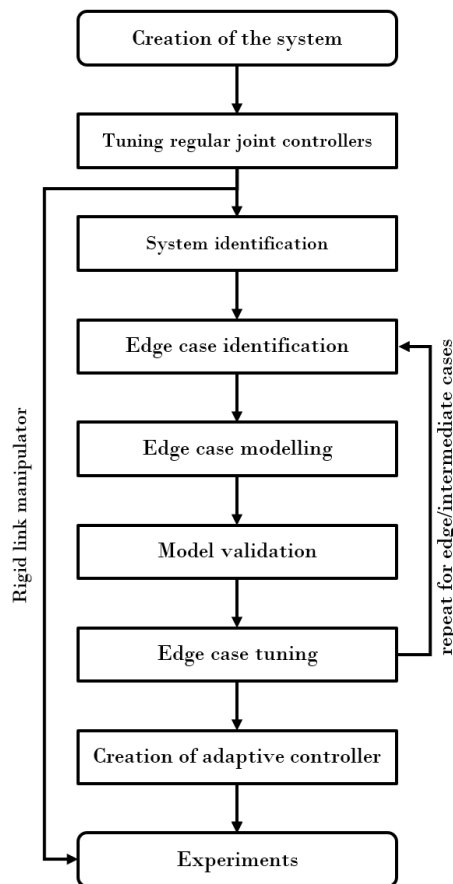 Creation of the system
Tuning regular joint controllers
System identification
Edge case identification
Edge case modelling
Model validation
Edge case tuning
Creation of adaptive controller
Experiments
Rigid link manipulator
repeat for edge/intermediate cases